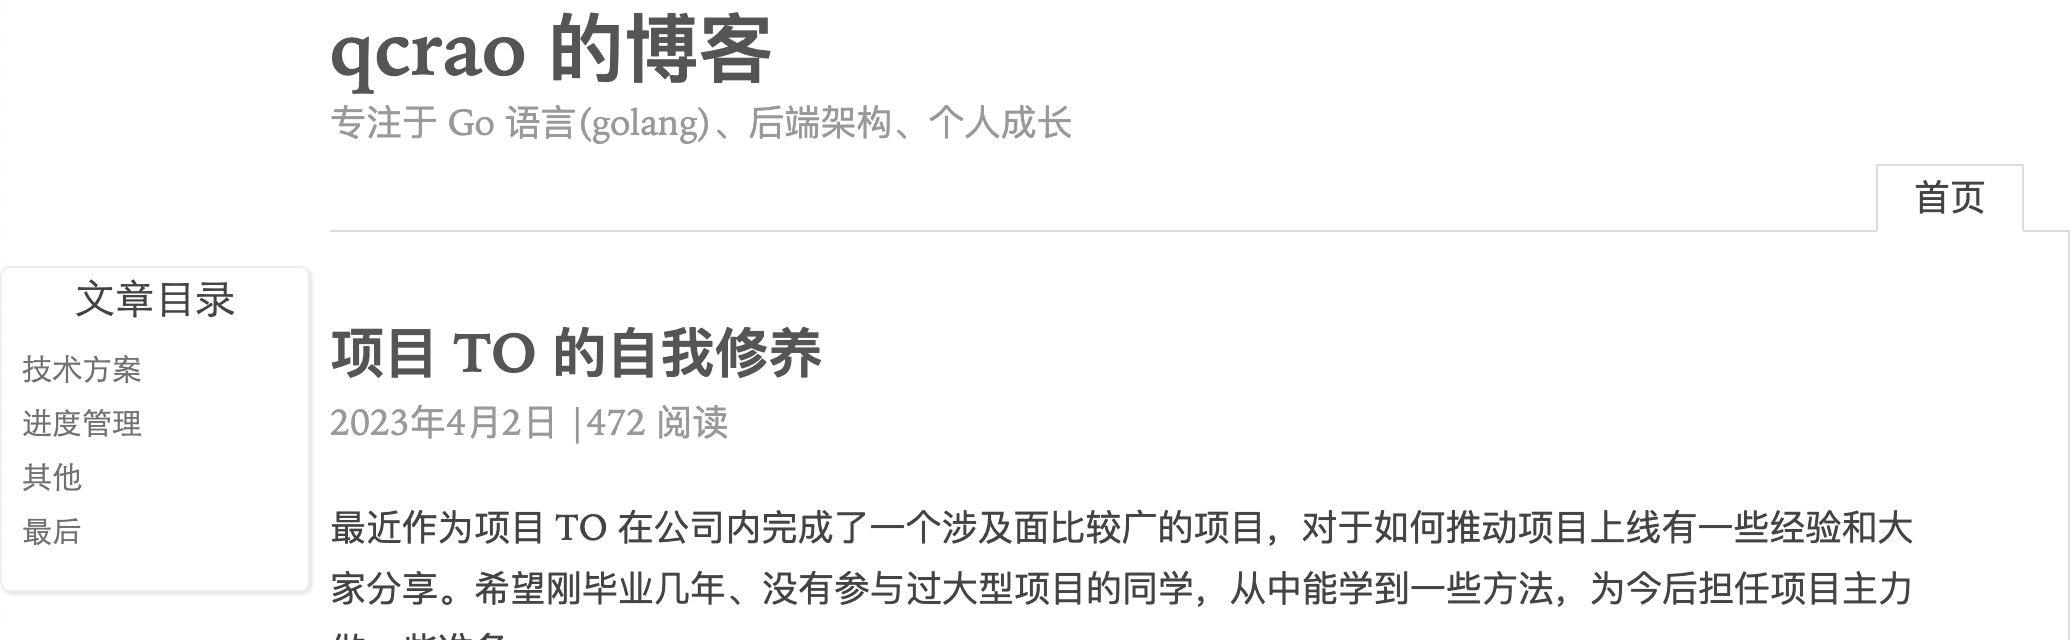 qcrao 的博客
专注于 Go 语言(golang)、后端架构、个人成长
首页
文章目录
技术方案
进度管理
其他
最后
项目 TO 的自我修养
2023年4月2日 |472 阅读
最近作为项目 TO 在公司内完成了一个涉及面比较广的项目，对于如何推动项目上线有一些经验和大
家分享。希望刚毕业几年、没有参与过大型项目的同学，从中能学到一些方法，为今后担任项目主力